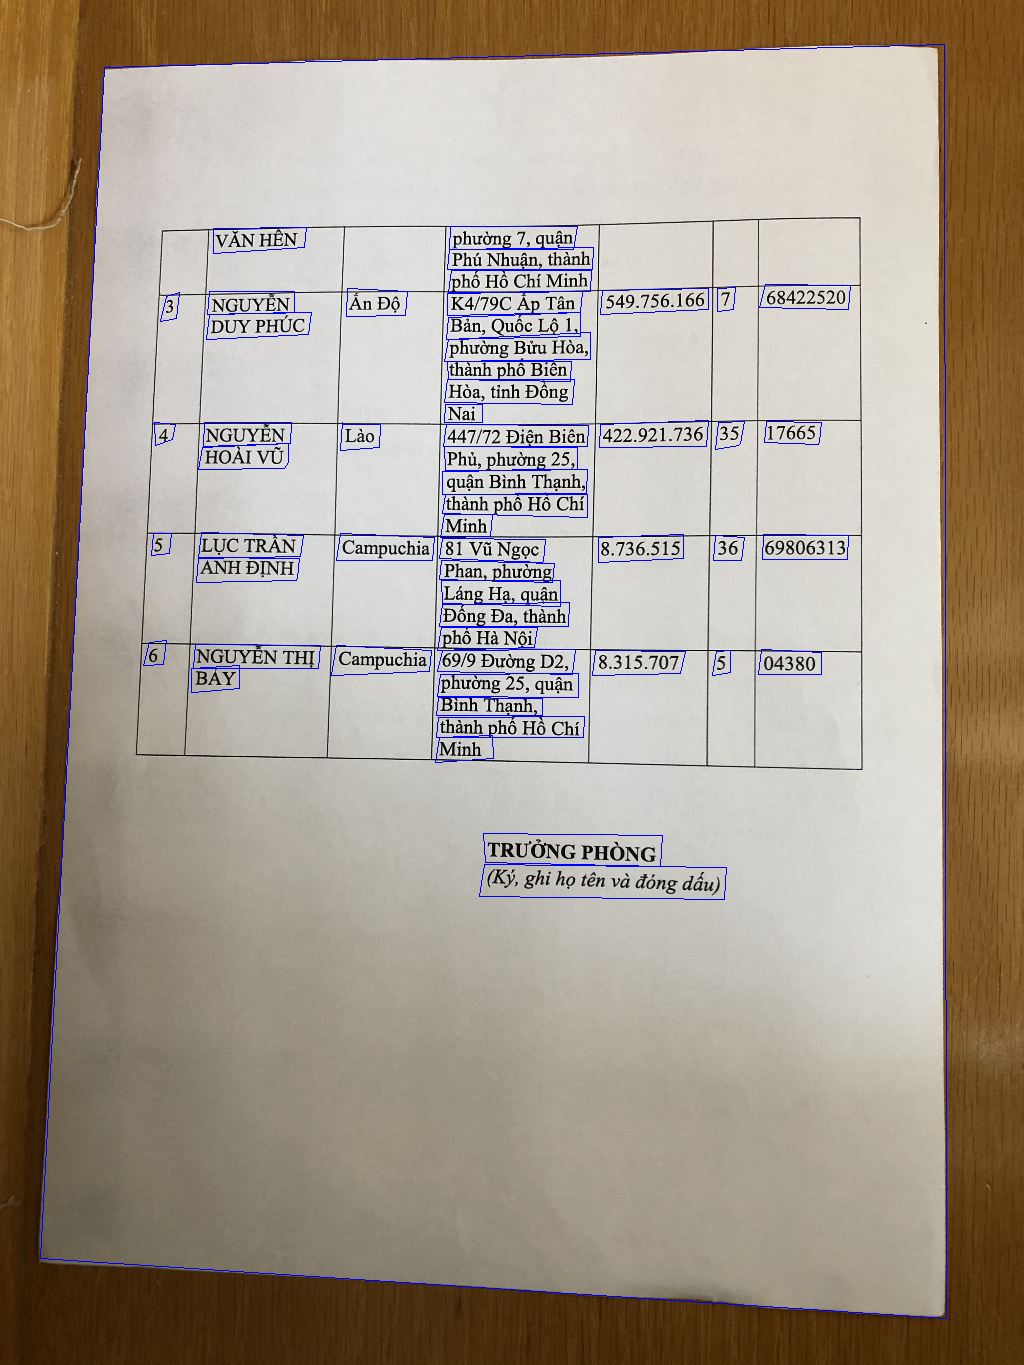 VĂN HÊN
phường 7, quận
Phú Nhuận, thành
phố Hồ Chí Minh
3
NGUYỄN
DUY PHÚC
Ấn Độ
K4/79C Ấp Tân
Bản, Quốc Lộ 1,
phường Bửu Hòa,
thành phố Biên
Hòa, tỉnh Đồng
Nai
549.756.166
7
68422520
4
NGUYỄN
HOÀI VŨ
Lào
447/72 Điện Biên
Phủ, phường 25,
quận Bình Thạnh,
thành phố Hồ Chí
Minh
422.921.736
35
17665
5
LỤC TRẦN
ANH ĐỊNH
Campuchia
81 Vũ Ngọc
Phan, phường
Láng Hạ, quận
Đống Đa, thành
phố Hà Nội
8.736.515
36
69806313
6
NGUYỄN THỊ
BẢY
Campuchia
69/9 Đường D2,
phường 25, quận
Bình Thạnh,
thành phố Hồ Chí
Minh
8.315.707
5
04380
TRƯỞNG PHÒNG
(Ký, ghi họ tên và đóng dấu)